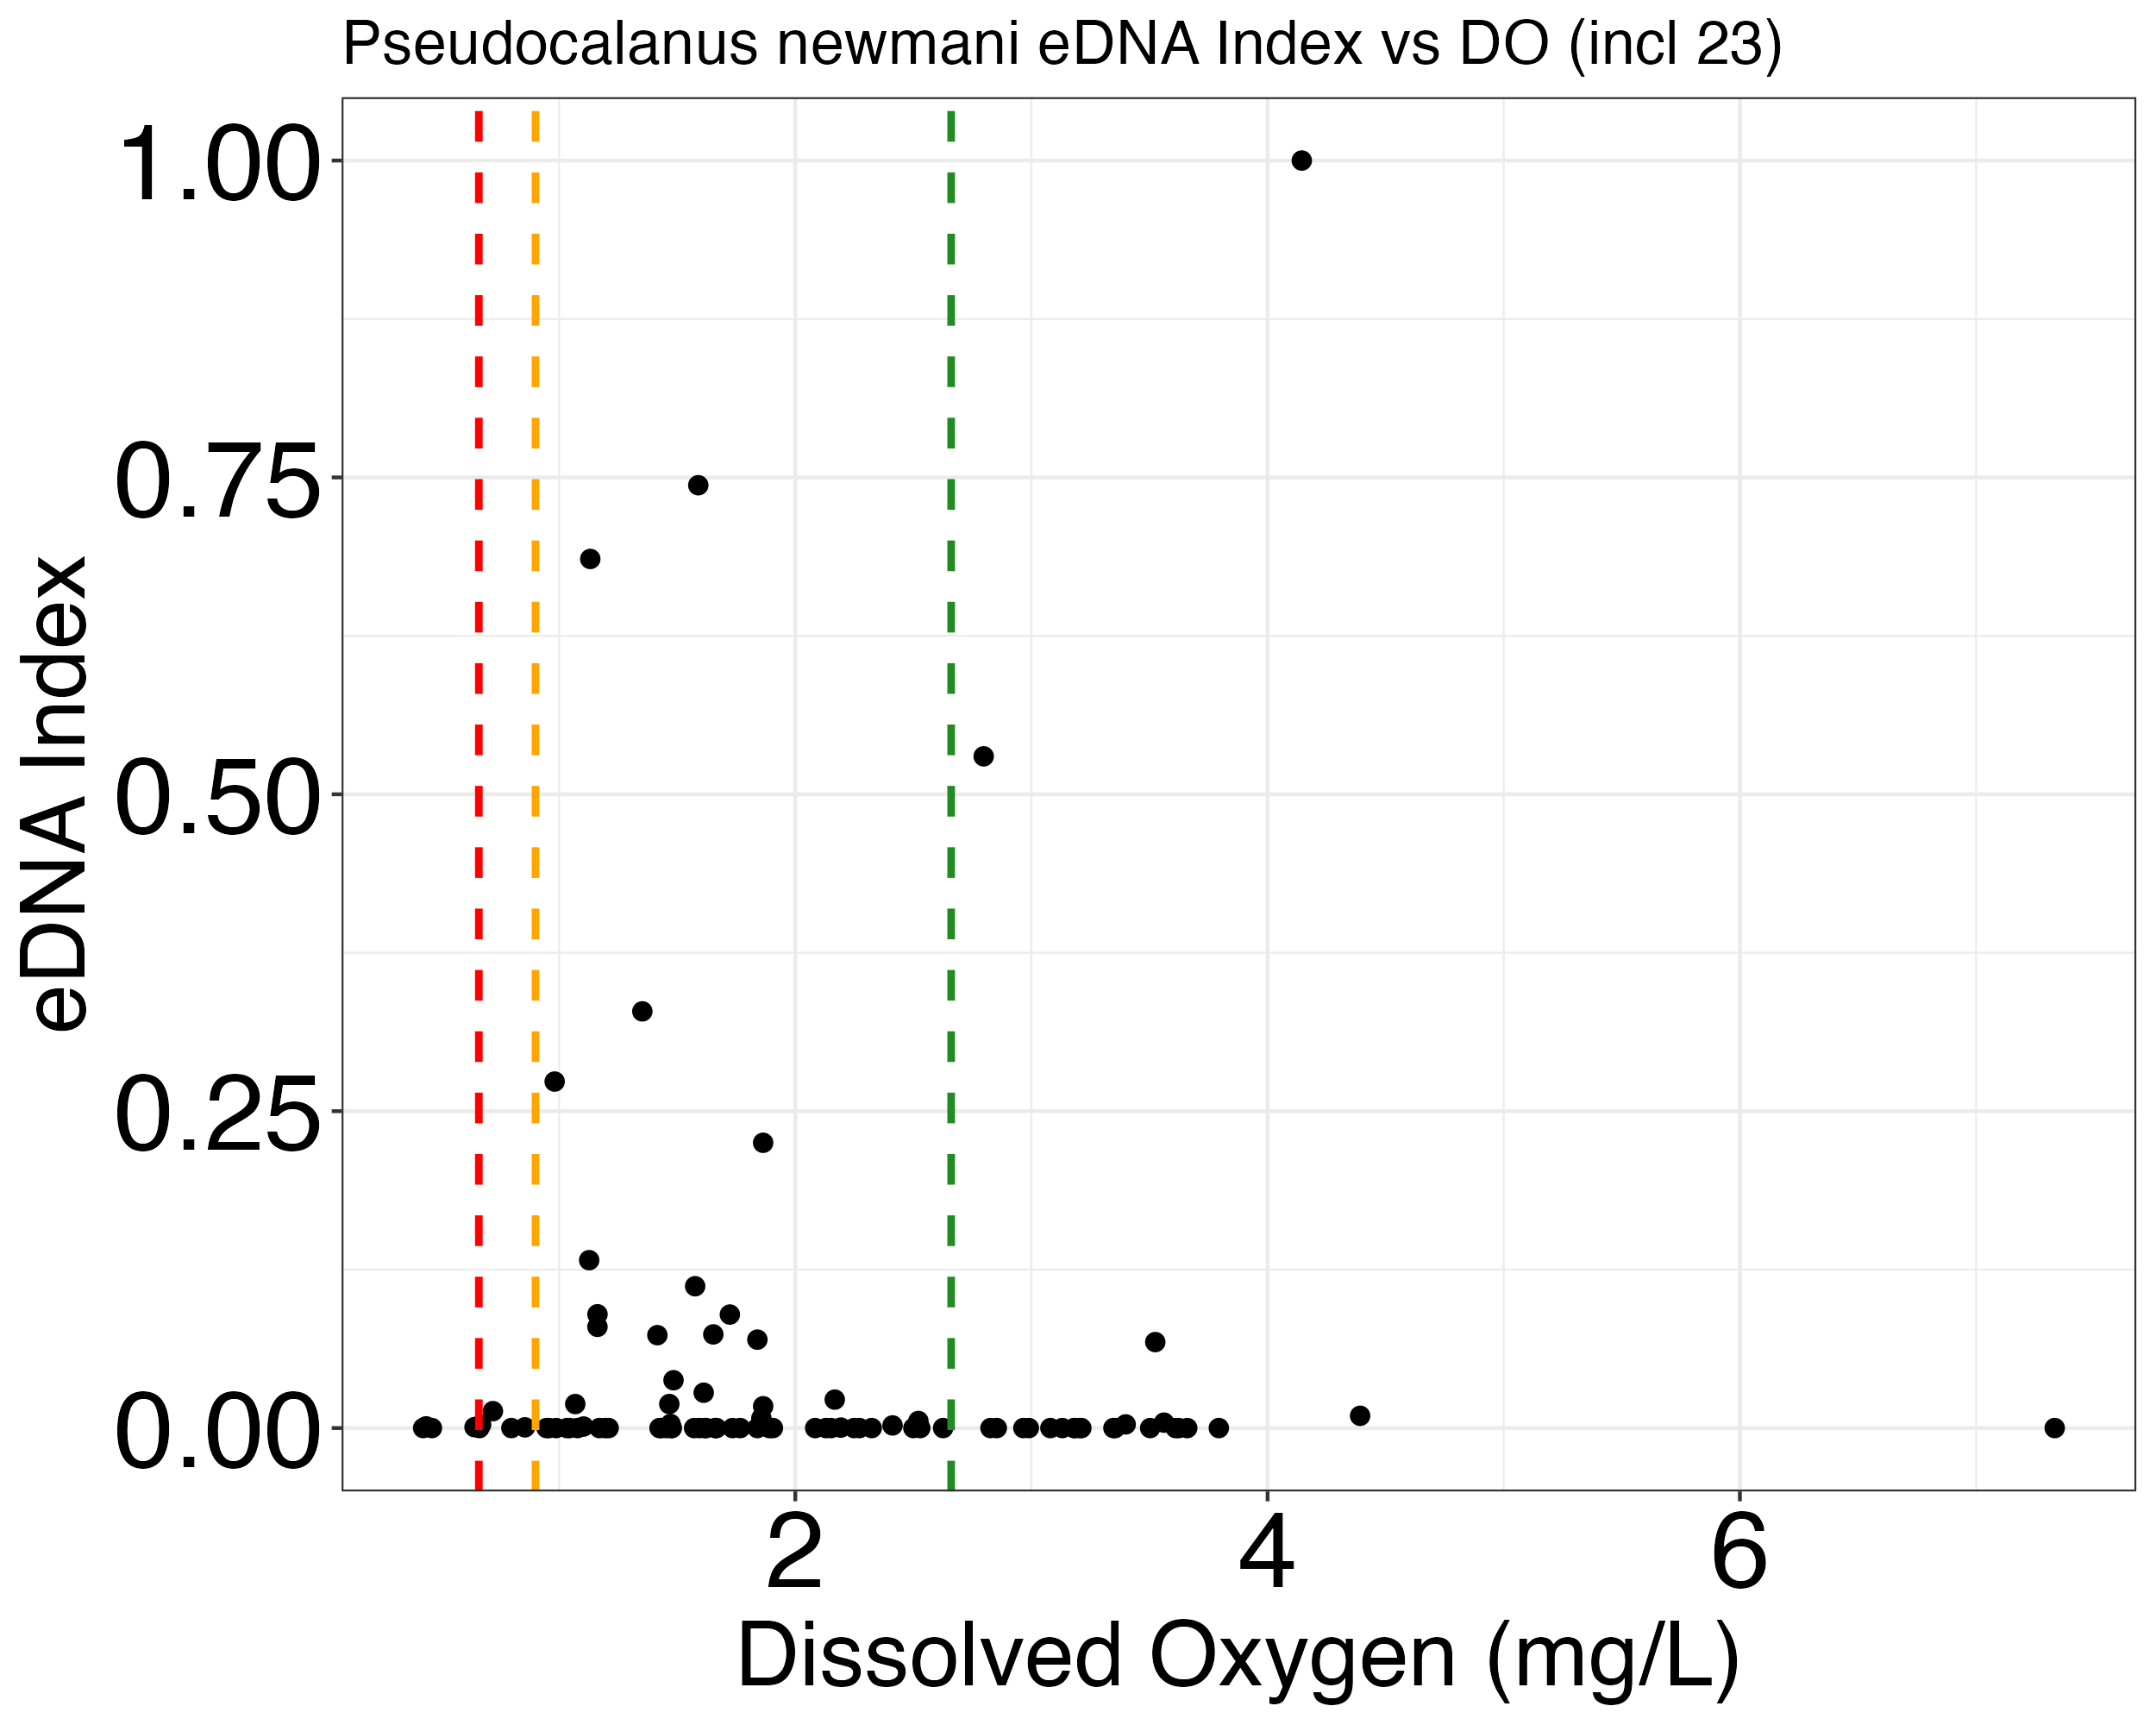 Pseudocalanus newmani eDNA Index vs DO (incl 23)
1.00
0.75
0.50
0.25
0.00
eDNA Index
2 4 6
Dissolved Oxygen (mg/L)